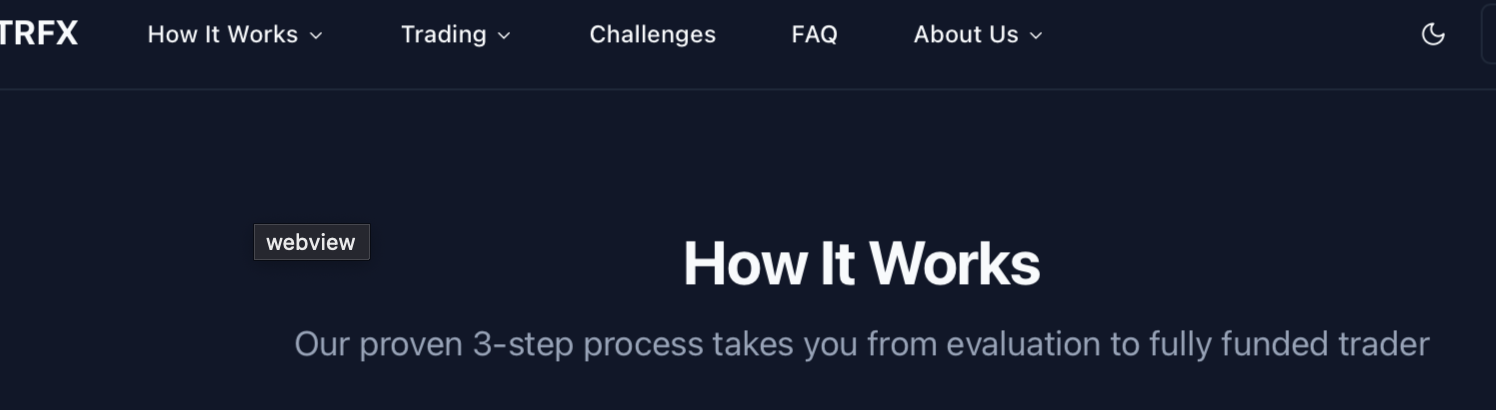 TRFX How It Works Trading Challenges FAQ About Us
webview
How It Works
Our proven 3-step process takes you from evaluation to fully funded trader